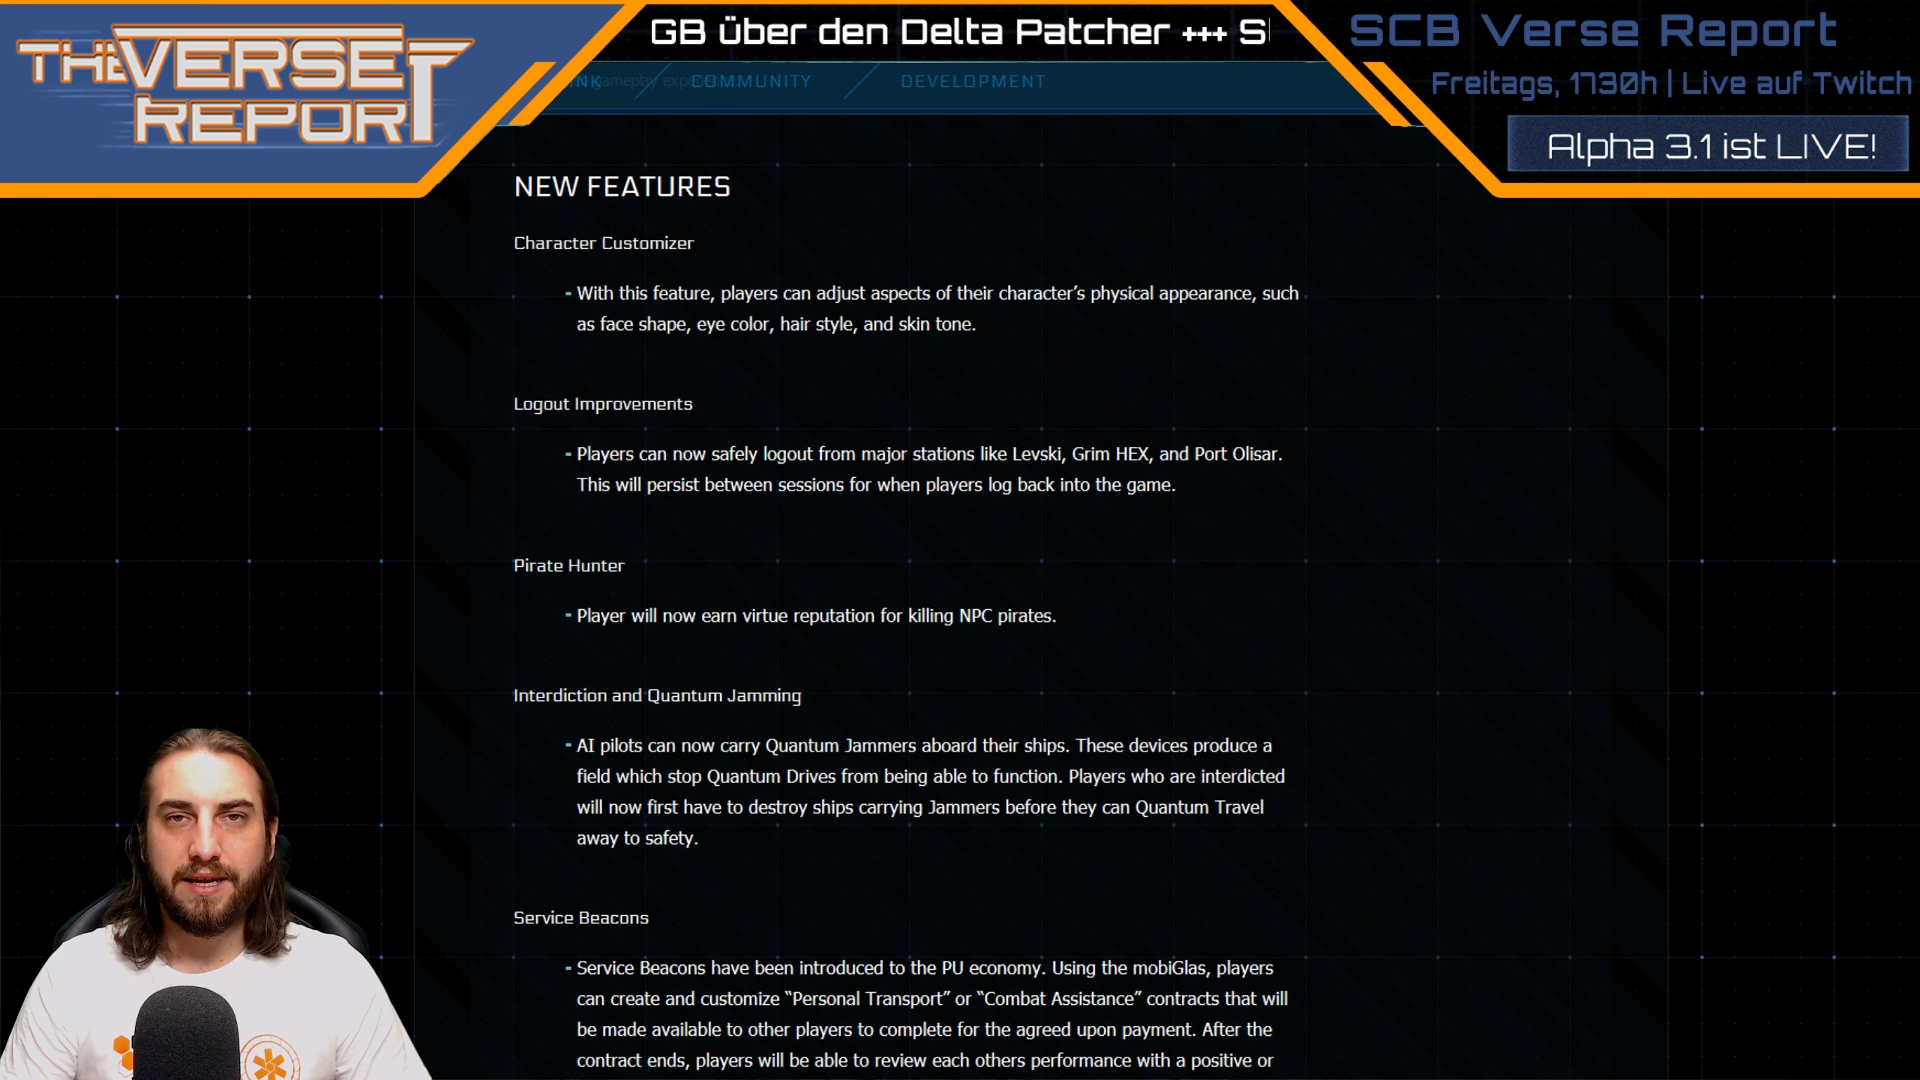 THE VERSE REPORT
GB über den Delta Patcher +++ S
SCB Verse Report
Freitags, 1730h | Live auf Twitch
Alpha 3.1 ist LIVE!
NK gameplay COMMUNITY DEVELOPMENT
NEW FEATURES
Character Customizer
- With this feature, players can adjust aspects of their character’s physical appearance, such
as face shape, eye color, hair style, and skin tone.
Logout Improvements
- Players can now safely logout from major stations like Levski, Grim HEX, and Port Olisar.
This will persist between sessions for when players log back into the game.
Pirate Hunter
- Player will now earn virtue reputation for killing NPC pirates.
Interdiction and Quantum Jamming
- AI pilots can now carry Quantum Jammers aboard their ships. These devices produce a
field which stop Quantum Drives from being able to function. Players who are interdicted
will now first have to destroy ships carrying Jammers before they can Quantum Travel
away to safety.
Service Beacons
- Service Beacons have been introduced to the PU economy. Using the mobiGlas, players
can create and customize “Personal Transport” or “Combat Assistance” contracts that will
be made available to other players to complete for the agreed upon payment. After the
contract ends, players will be able to review each others performance with a positive or